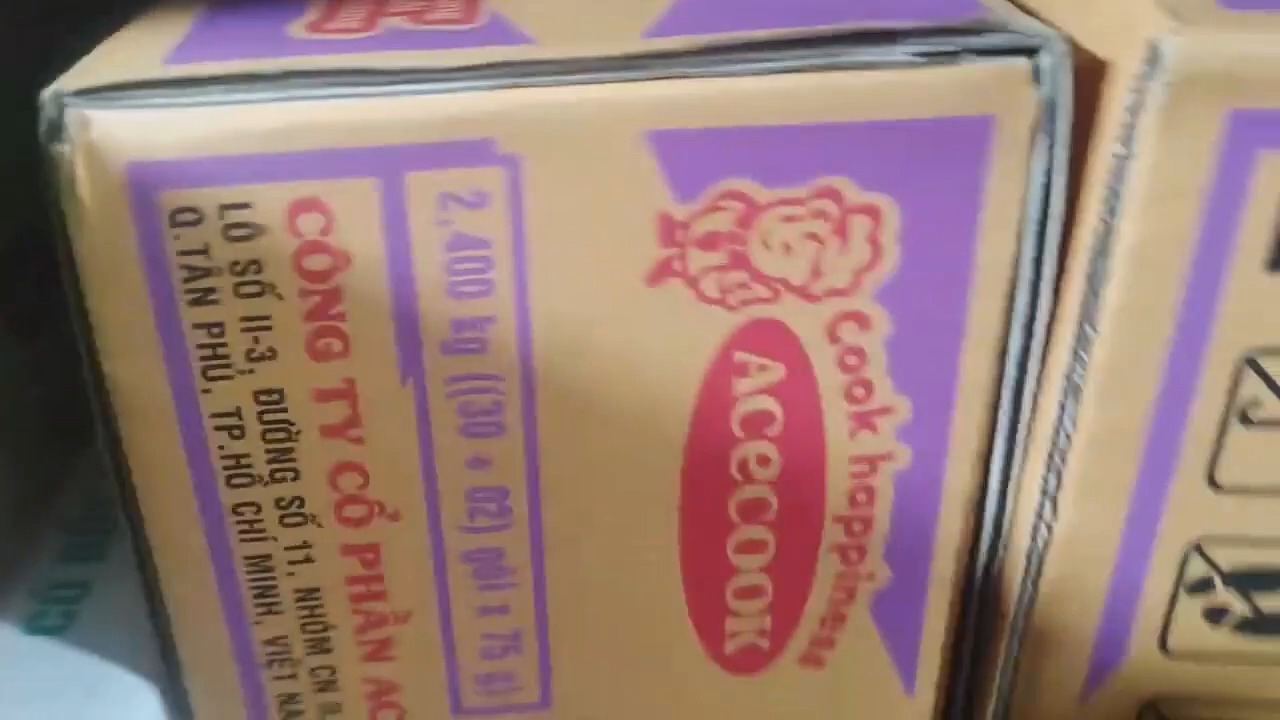 Cook happiness
ACECOOK
2,400 kg ((30 + 02) gói x 75 g)
CÔNG TY CỔ PHẦN AC
LÔ SỐ II-3, ĐƯỜNG SỐ 11, NHÓM CN II,
Q.TÂN PHÚ, TP.HỒ CHÍ MINH, VIỆT NA